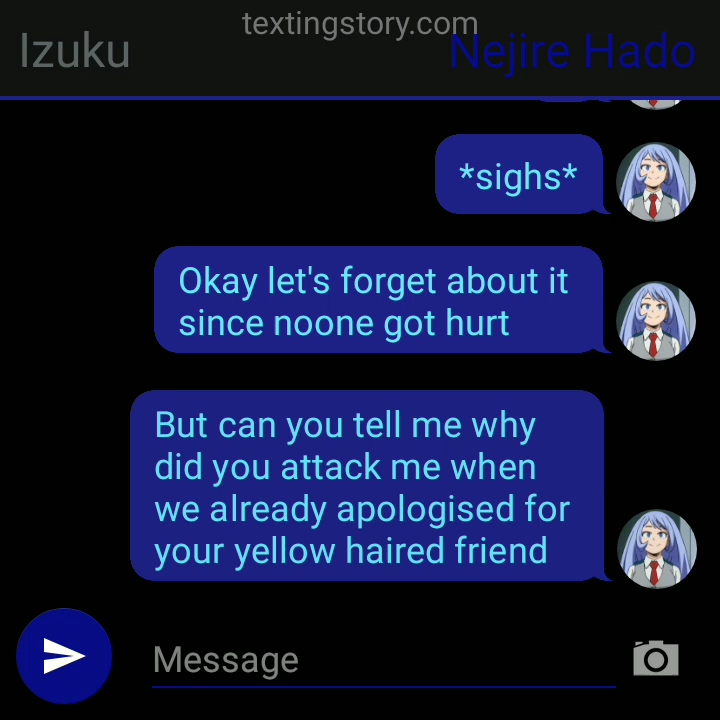 textingstory.com
Izuku
Nejire Hado
*sighs*
Okay let's forget about it
since noone got hurt
But can you tell me why
did you attack me when
we already apologised for
your yellow haired friend
Message